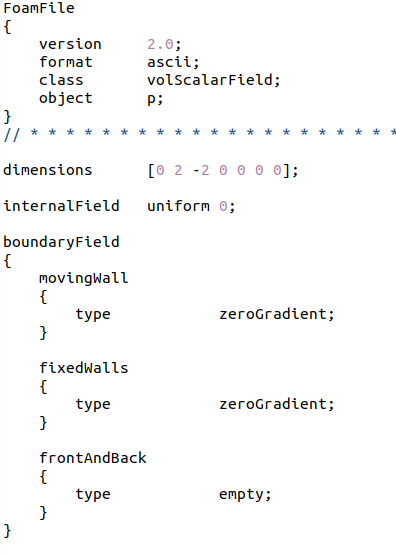 FoamFile
{
    version     2.0;
    format      ascii;
    class       volScalarField;
    object      p;
}
// * * * * * * * * * * * * * * * * * * * * *

dimensions      [0 2 -2 0 0 0 0];

internalField   uniform 0;

boundaryField
{
    movingWall
    {
        type            zeroGradient;
    }

    fixedWalls
    {
        type            zeroGradient;
    }

    frontAndBack
    {
        type            empty;
    }
}